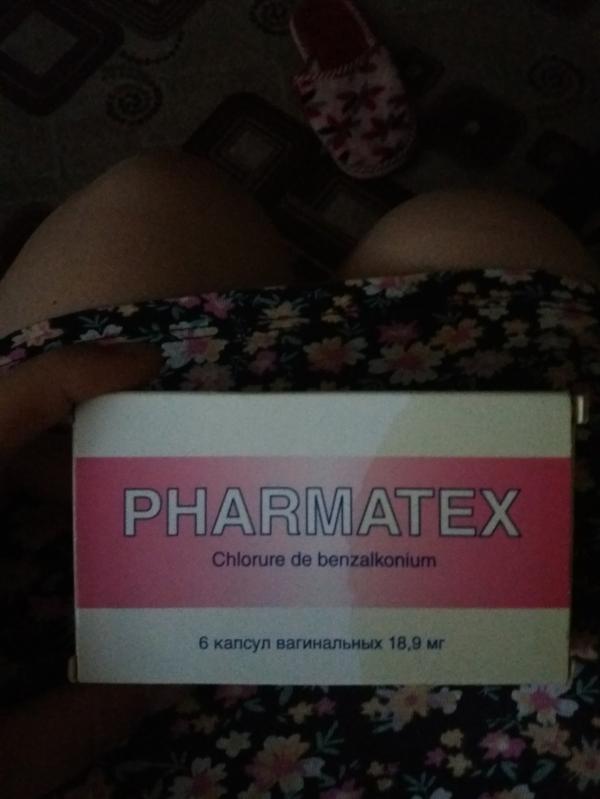 PHARMATEX
Chlorure de benzalkonium
6 капсул вагинальных 18,9 мг